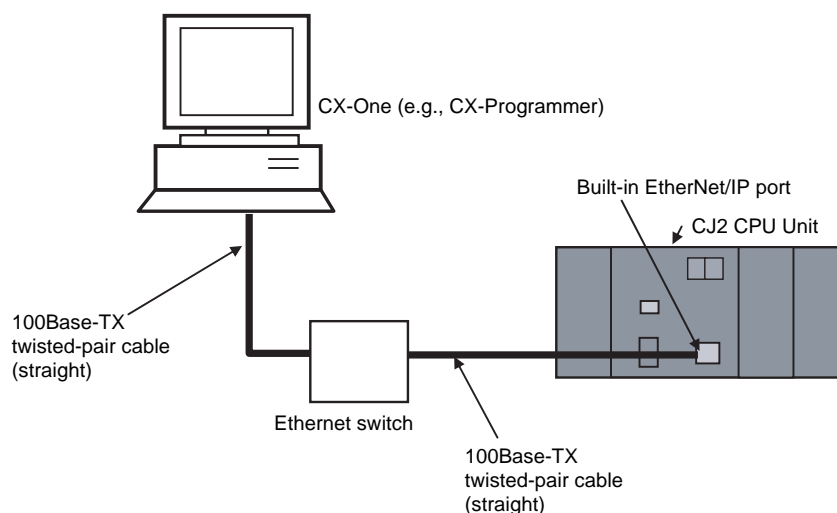 CX-One (e.g., CX-Programmer)
Built-in EtherNet/IP port
CJ2 CPU Unit
100Base-TX
twisted-pair cable
(straight)
Ethernet switch
100Base-TX
twisted-pair cable
(straight)